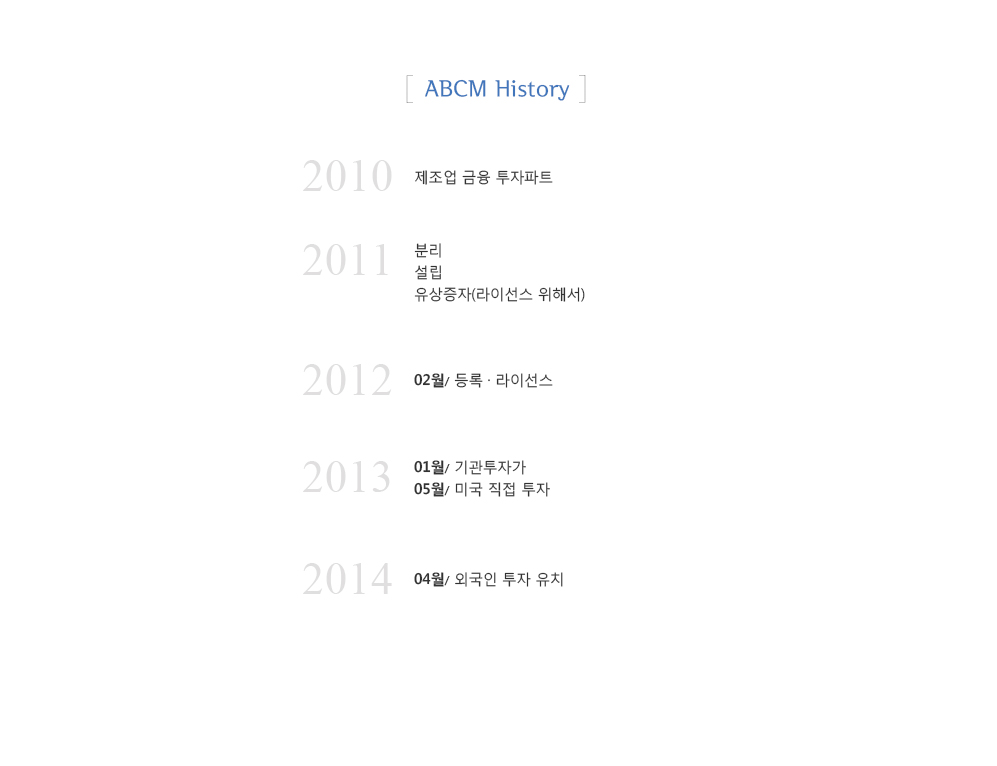 [ ABCM History ]
2010 제조업 금융 투자파트
2011 분리
설립
유상증자(라이선스 위해서)
2012 02월/ 등록 · 라이선스
2013 01월/ 기관투자가
05월/ 미국 직접 투자
2014 04월/ 외국인 투자 유치